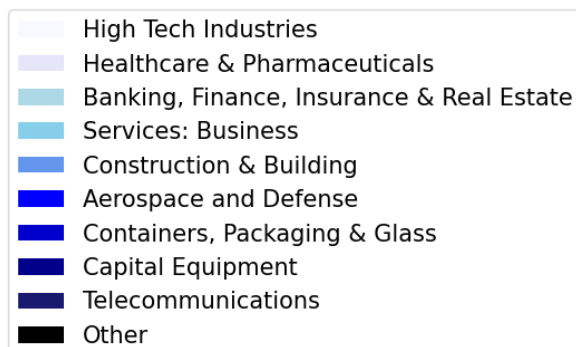 High Tech Industries
Healthcare & Pharmaceuticals
Banking, Finance, Insurance & Real Estate
Services: Business
Construction & Building
Aerospace and Defense
Containers, Packaging & Glass
Capital Equipment
Telecommunications
Other